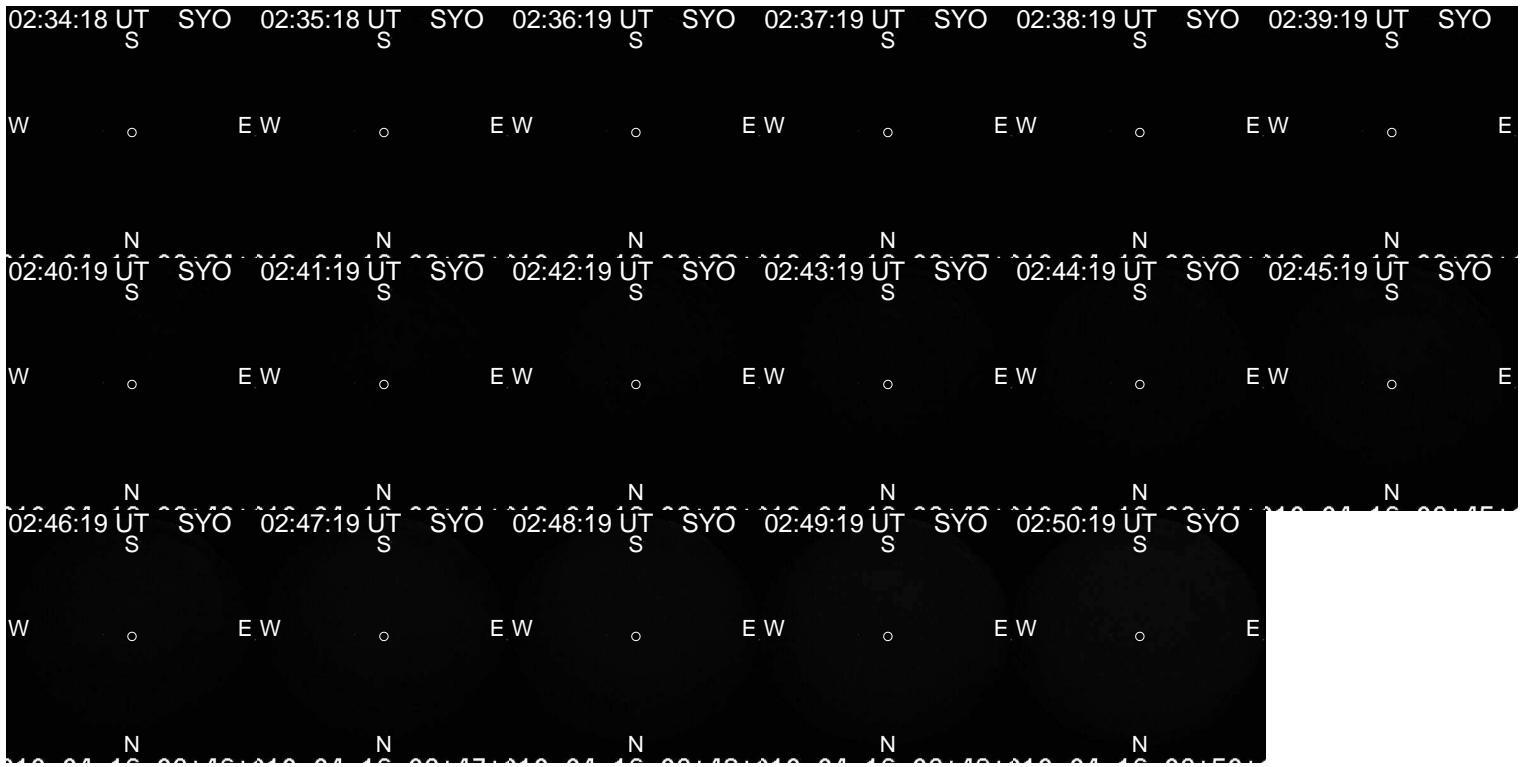 02:34:18 UT SYO 02:35:18 UT SYO 02:36:19 UT SYO 02:37:19 UT SYO 02:38:19 UT SYO 02:39:19 UT SYO
S S S S S S
W E W E W E W E W E W E
N N N N N N
02:40:19 UT SYO 02:41:19 UT SYO 02:42:19 UT SYO 02:43:19 UT SYO 02:44:19 UT SYO 02:45:19 UT SYO
S S S S S S
W E W E W E W E W E W E
N N N N N N
02:46:19 UT SYO 02:47:19 UT SYO 02:48:19 UT SYO 02:49:19 UT SYO 02:50:19 UT SYO
S S S S S
W E W E W E W E W E
N N N N N